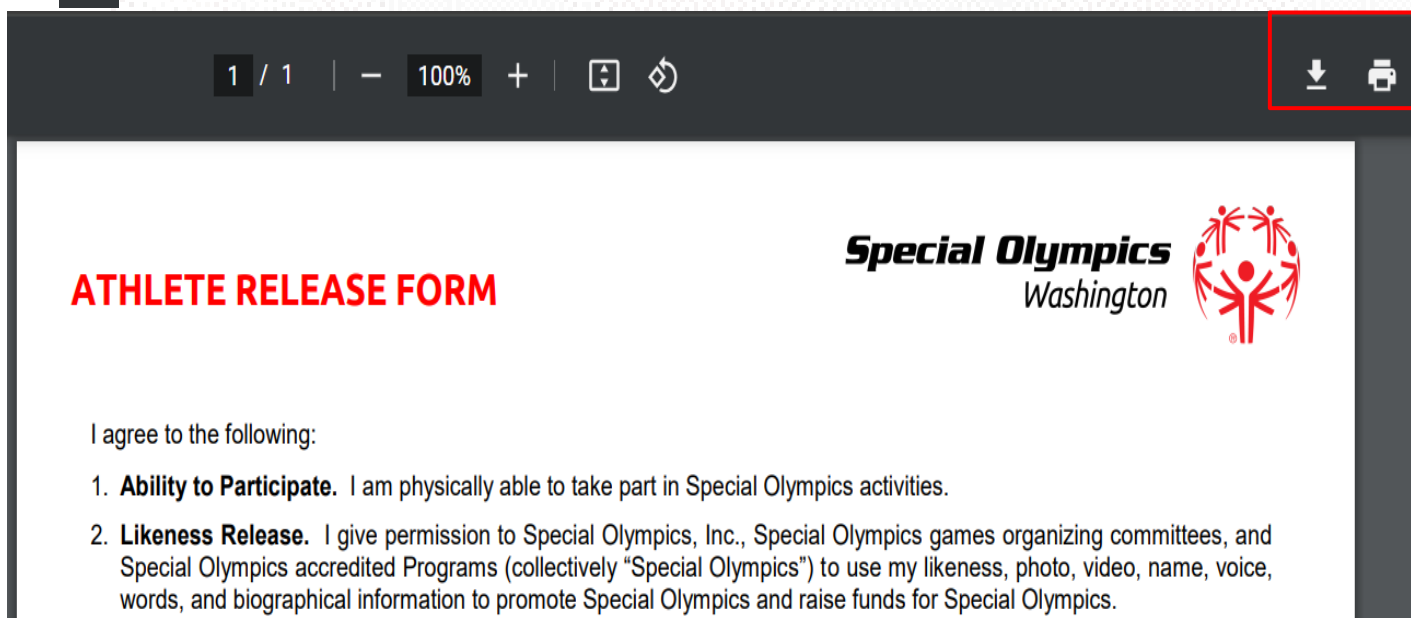 1 / 1 | − 100% + |
Special Olympics
Washington
ATHLETE RELEASE FORM
I agree to the following:
1. Ability to Participate. I am physically able to take part in Special Olympics activities.
2. Likeness Release. I give permission to Special Olympics, Inc., Special Olympics games organizing committees, and
Special Olympics accredited Programs (collectively “Special Olympics”) to use my likeness, photo, video, name, voice,
words, and biographical information to promote Special Olympics and raise funds for Special Olympics.